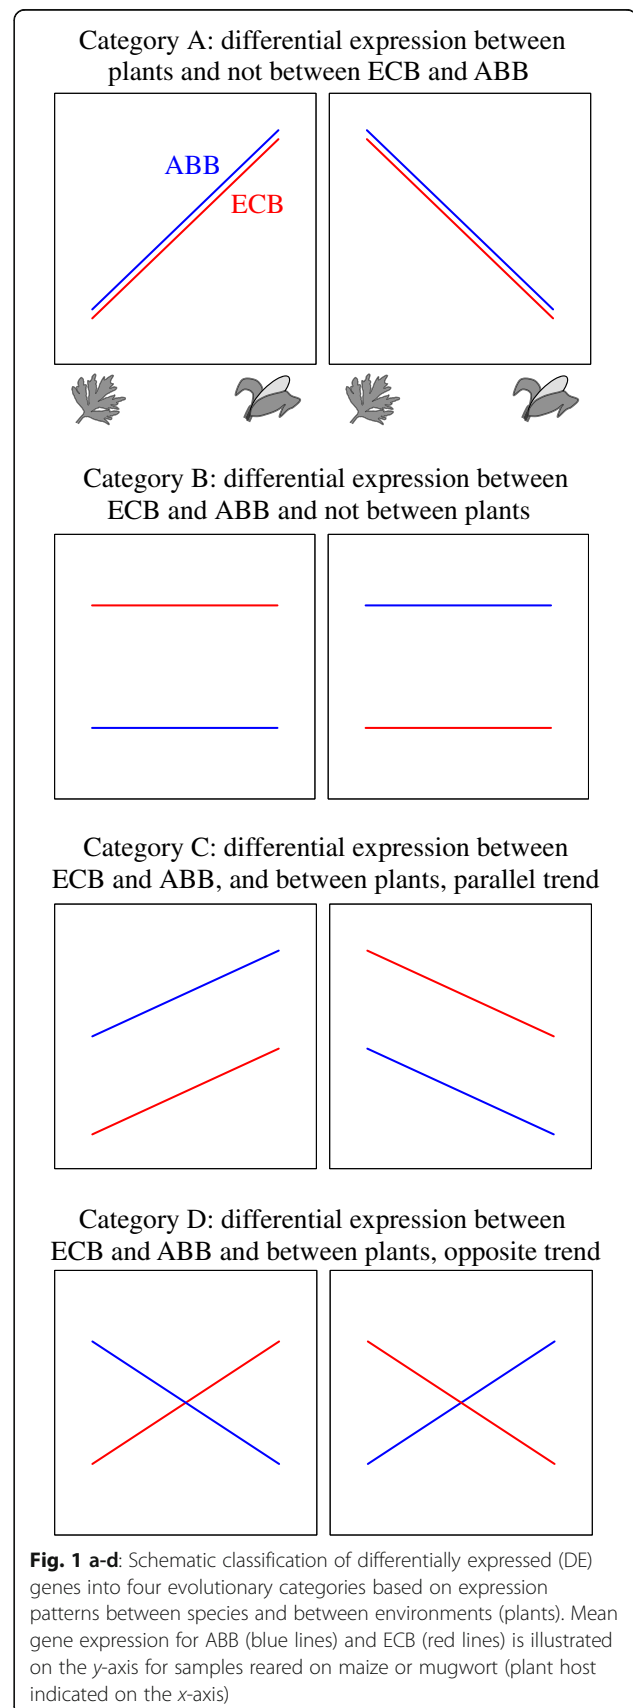 Category A: differential expression between
plants and not between ECB and ABB
ABB
ECB
Category B: differential expression between
ECB and ABB and not between plants
Category C: differential expression between
ECB and ABB, and between plants, parallel trend
Category D: differential expression between
ECB and ABB and between plants, opposite trend
Fig. 1 a-d: Schematic classification of differentially expressed (DE)
genes into four evolutionary categories based on expression
patterns between species and between environments (plants). Mean
gene expression for ABB (blue lines) and ECB (red lines) is illustrated
on the y-axis for samples reared on maize or mugwort (plant host
indicated on the x-axis)